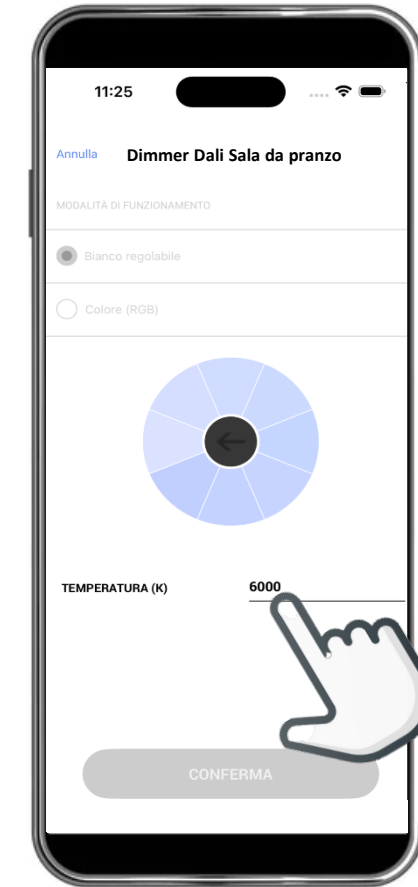 11:25
Annulla Dimmer Dali Sala da pranzo
MODALITÀ DI FUNZIONAMENTO
Bianco regolabile
Colore (RGB)
TEMPERATURA (K) 6000
CONFERMA